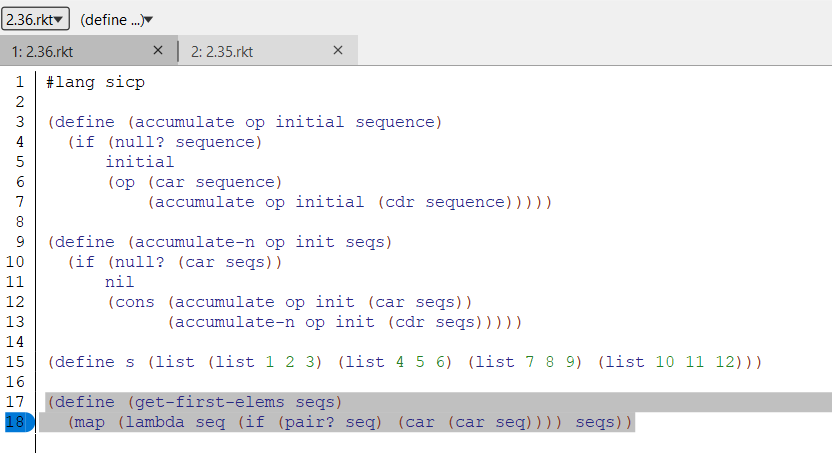 2.36.rkt▾ (define ...)▾
1: 2.36.rkt × 2: 2.35.rkt ×
1 #lang sicp
2
3 (define (accumulate op initial sequence)
4   (if (null? sequence)
5       initial
6       (op (car sequence)
7           (accumulate op initial (cdr sequence)))))
8
9 (define (accumulate-n op init seqs)
10   (if (null? (car seqs))
11       nil
12       (cons (accumulate op init (car seqs))
13             (accumulate-n op init (cdr seqs)))))
14
15 (define s (list (list 1 2 3) (list 4 5 6) (list 7 8 9) (list 10 11 12)))
16
17 (define (get-first-elems seqs)
18   (map (lambda seq (if (pair? seq) (car (car seq)))) seqs))